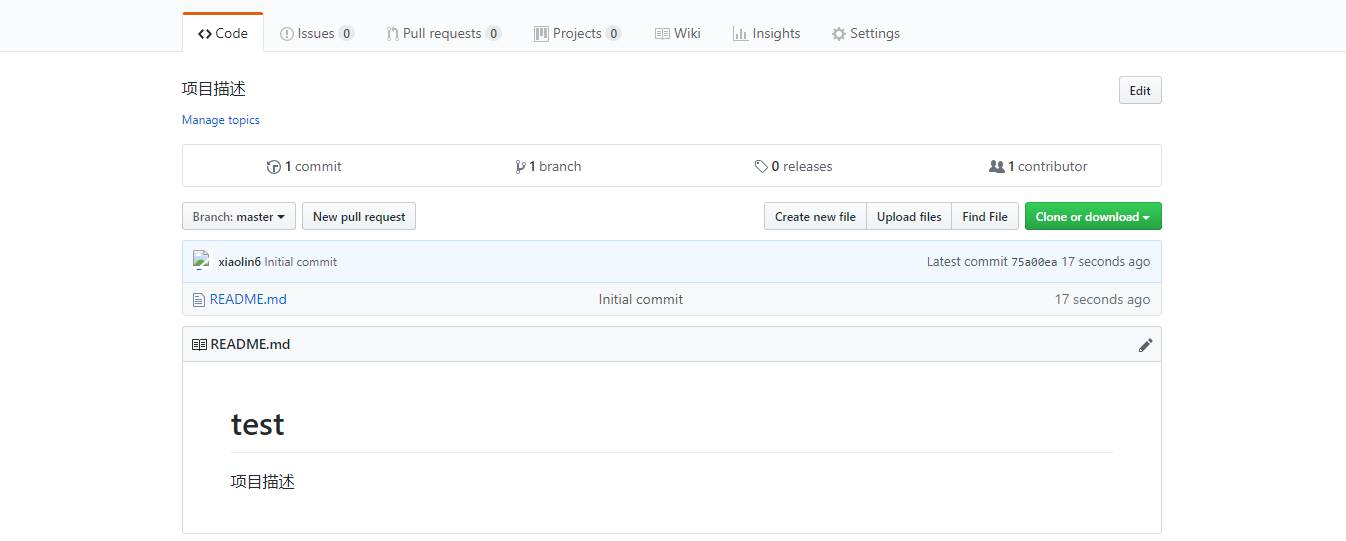 Code Issues 0 Pull requests 0 Projects 0 Wiki Insights Settings
项目描述 Edit
Manage topics
1 commit 1 branch 0 releases 1 contributor
Branch: master New pull request Create new file Upload files Find File Clone or download
xiaolin6 Initial commit Latest commit 75a00ea 17 seconds ago
README.md Initial commit 17 seconds ago
README.md
test
项目描述